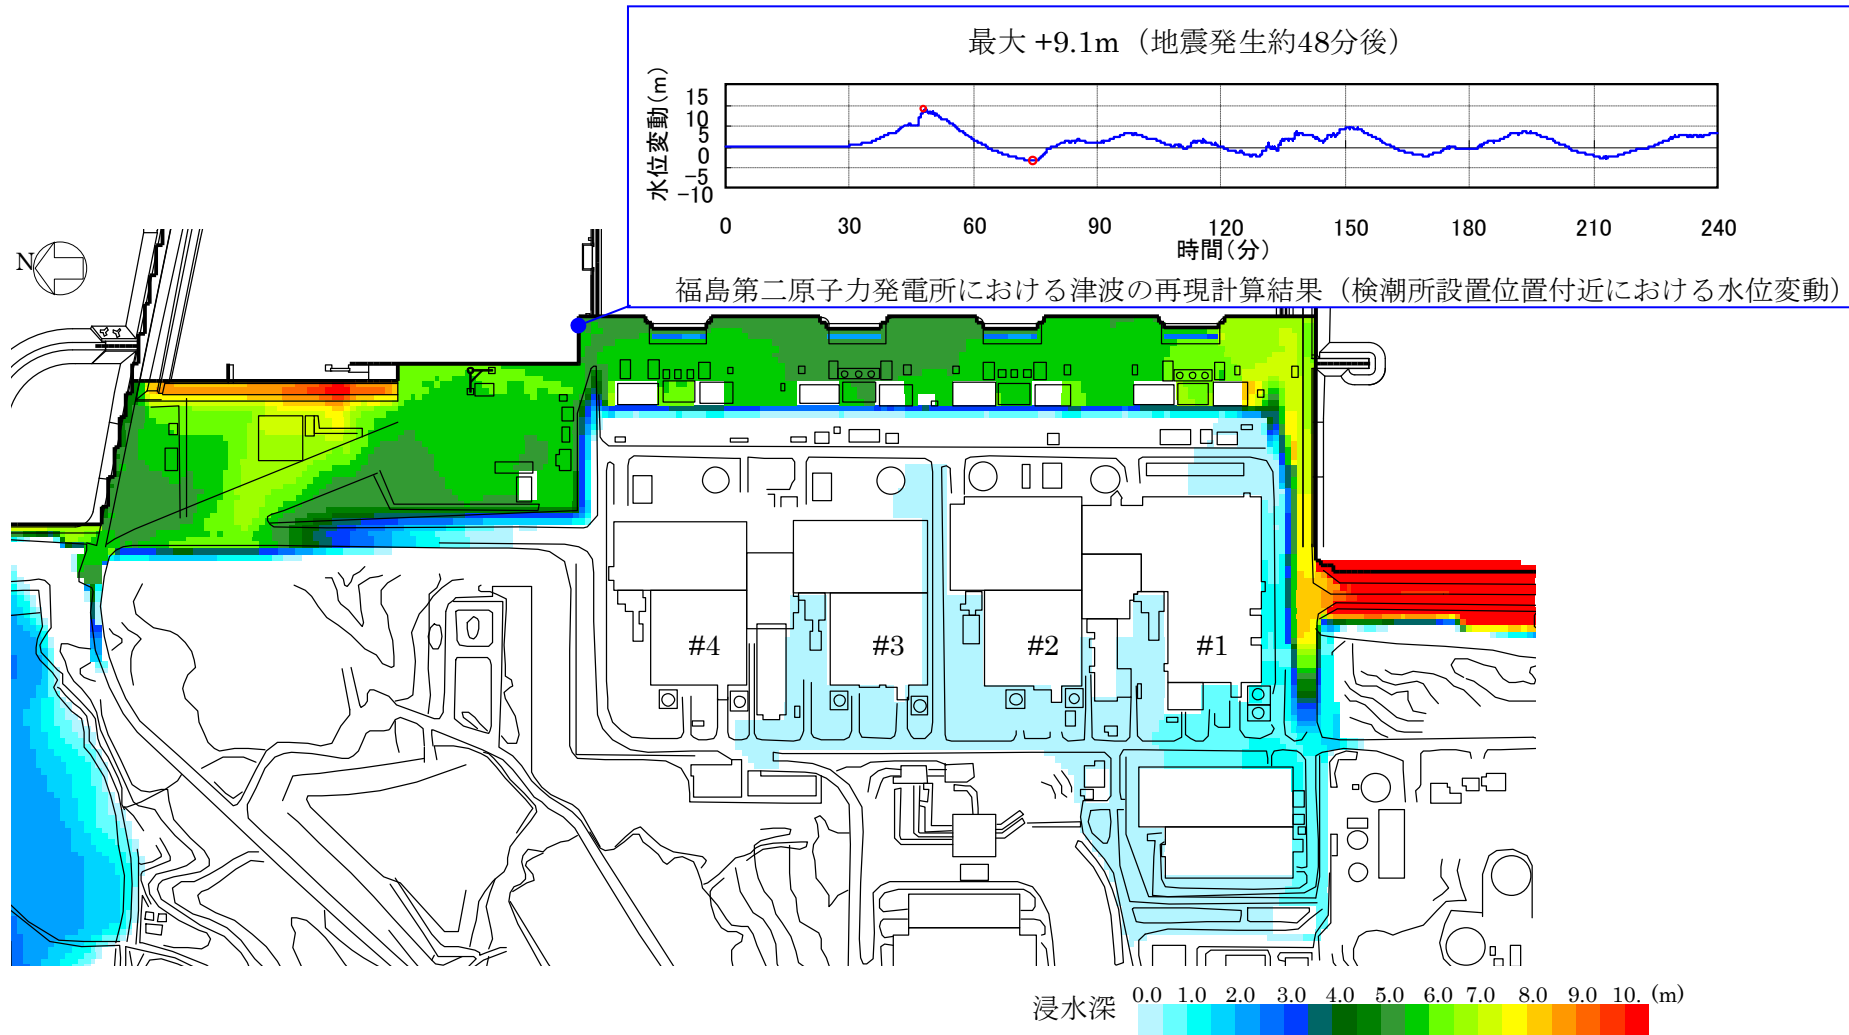 最大 +9.1m（地震発生約48分後）
水位変動(m)
15
10
5
0
−5
−10
0 30 60 90 120 150 180 210 240
時間(分)
福島第二原子力発電所における津波の再現計算結果（検潮所設置位置付近における水位変動）
N
#4 #3 #2 #1
浸水深 0.0 1.0 2.0 3.0 4.0 5.0 6.0 7.0 8.0 9.0 10. (m)